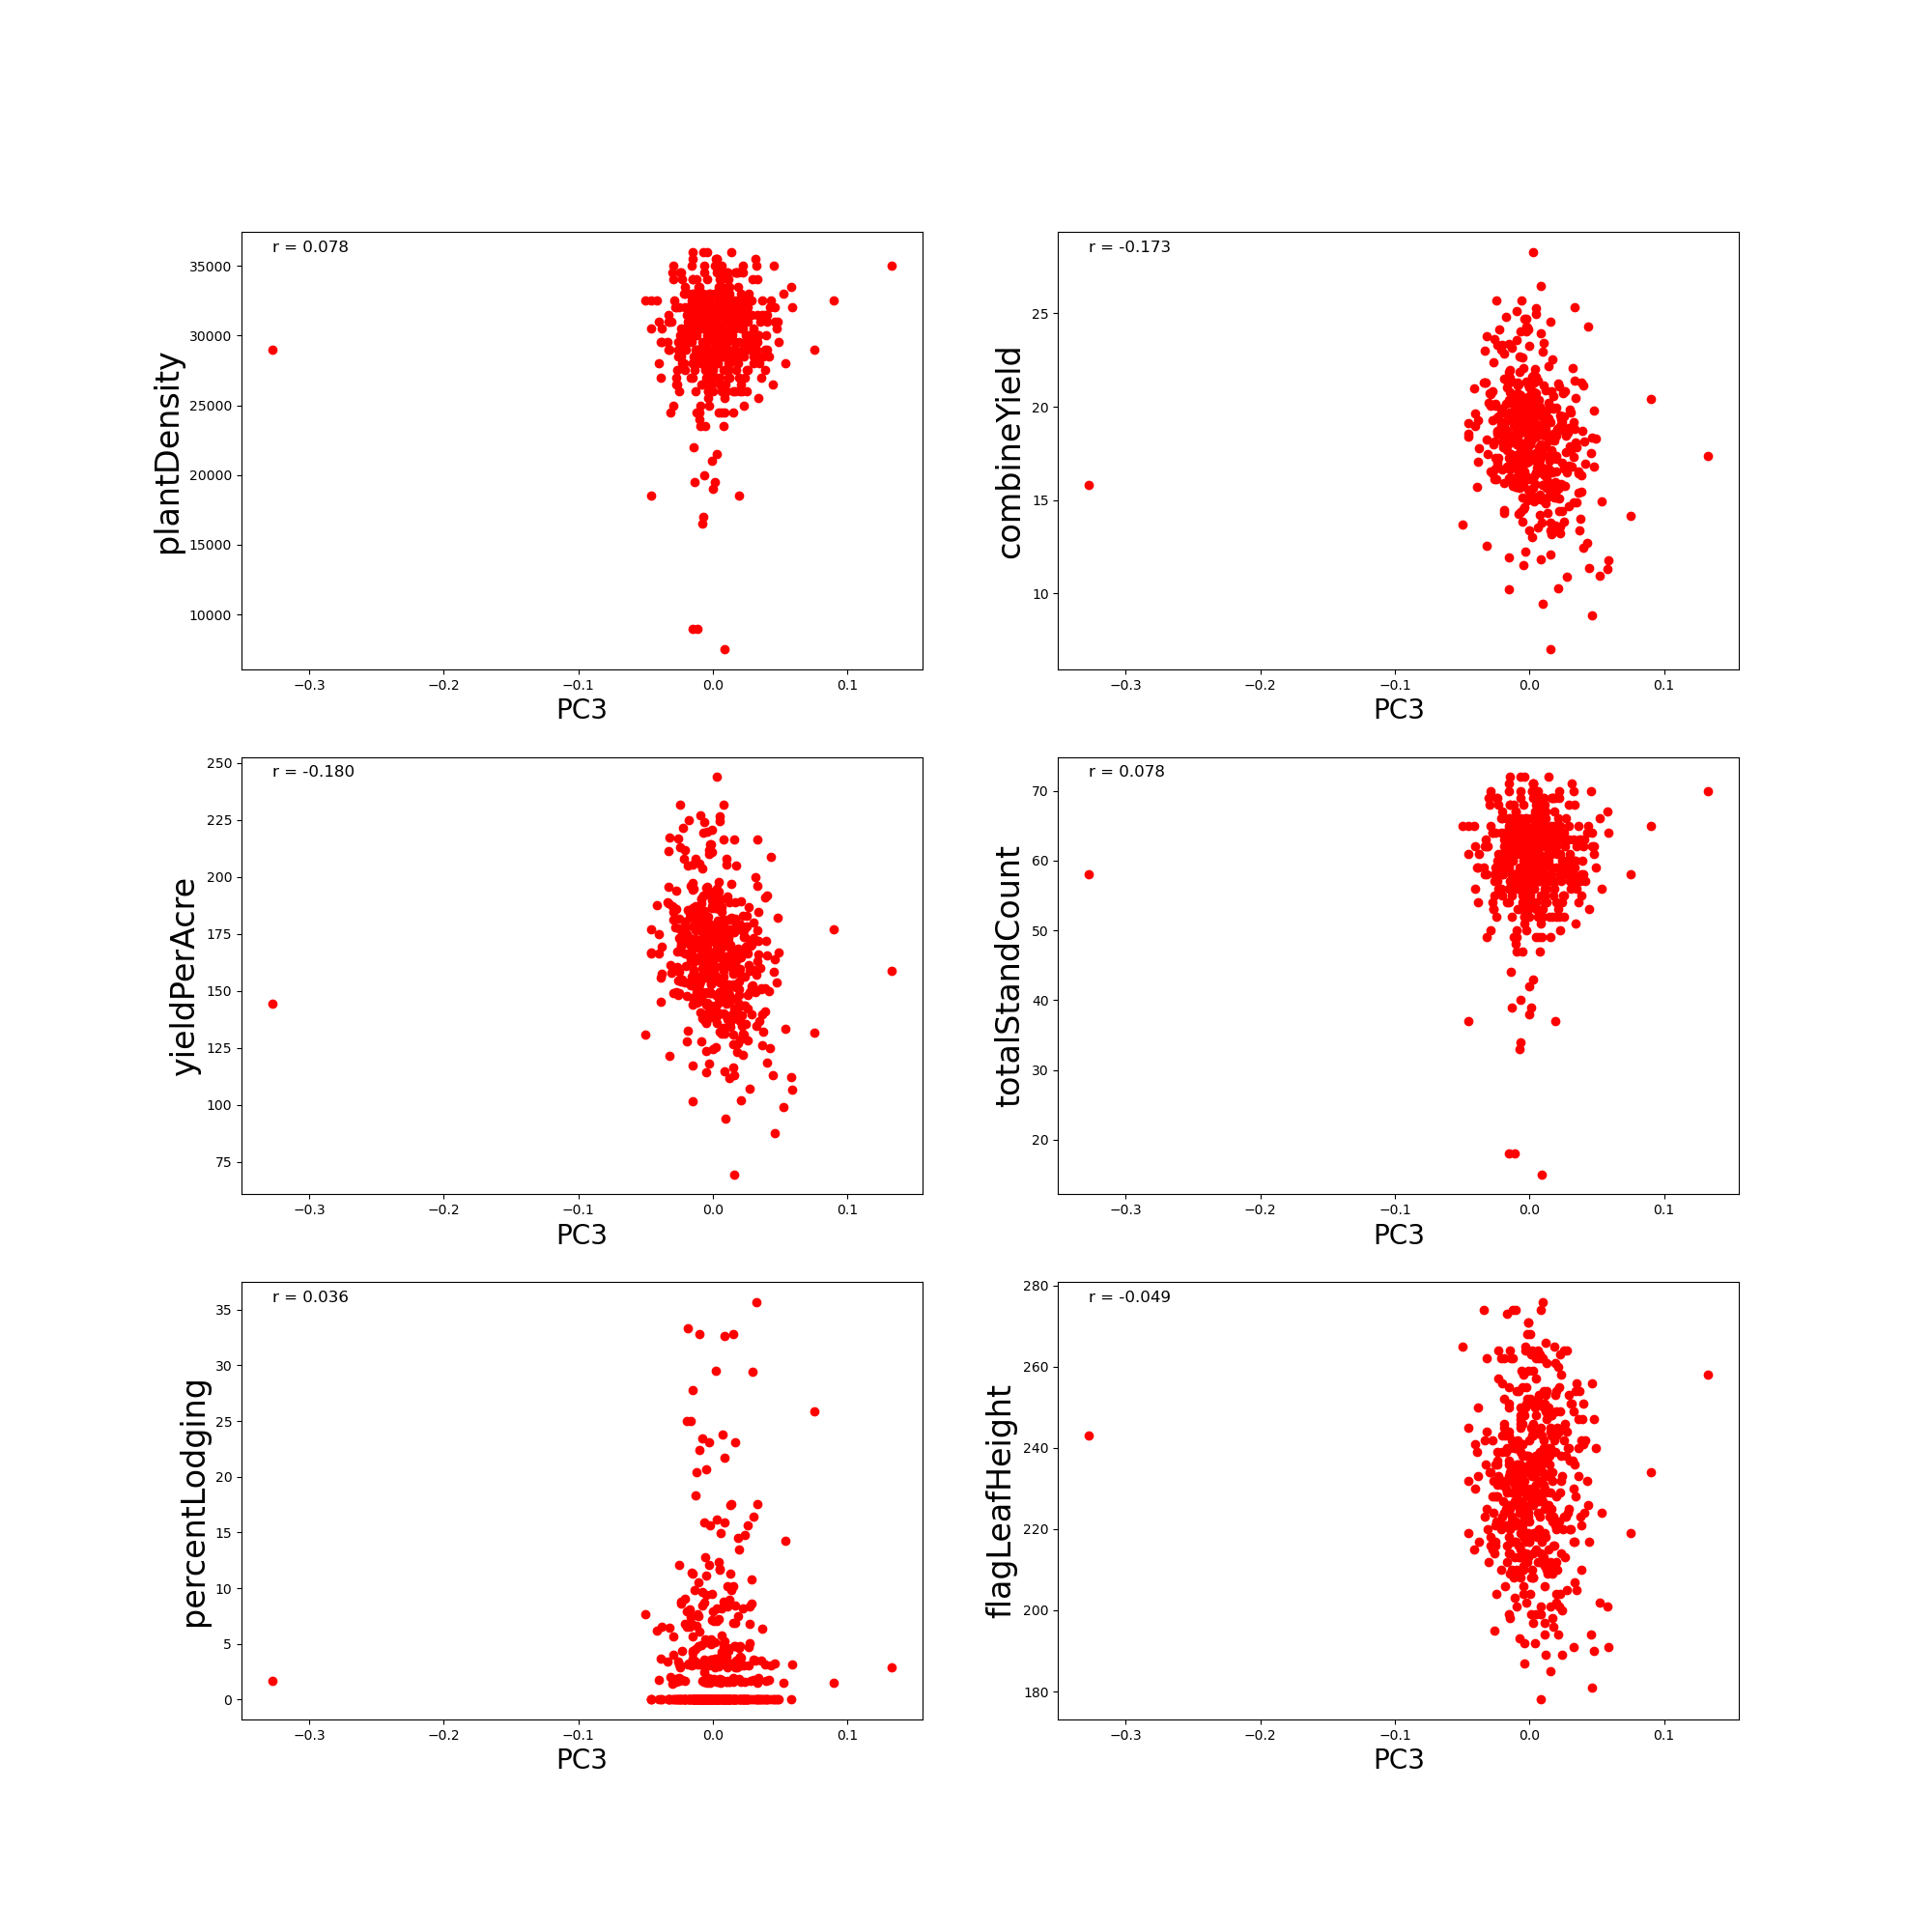 r = 0.078
35000
30000
25000
20000
15000
10000
plantDensity
−0.3 −0.2 −0.1 0.0 0.1
PC3
r = -0.173
25
20
15
10
combineYield
−0.3 −0.2 −0.1 0.0 0.1
PC3
r = -0.180
250
225
200
175
150
125
100
75
yieldPerAcre
−0.3 −0.2 −0.1 0.0 0.1
PC3
r = 0.078
70
60
50
40
30
20
totalStandCount
−0.3 −0.2 −0.1 0.0 0.1
PC3
r = 0.036
35
30
25
20
15
10
5
0
percentLodging
−0.3 −0.2 −0.1 0.0 0.1
PC3
r = -0.049
280
260
240
220
200
180
flagLeafHeight
−0.3 −0.2 −0.1 0.0 0.1
PC3